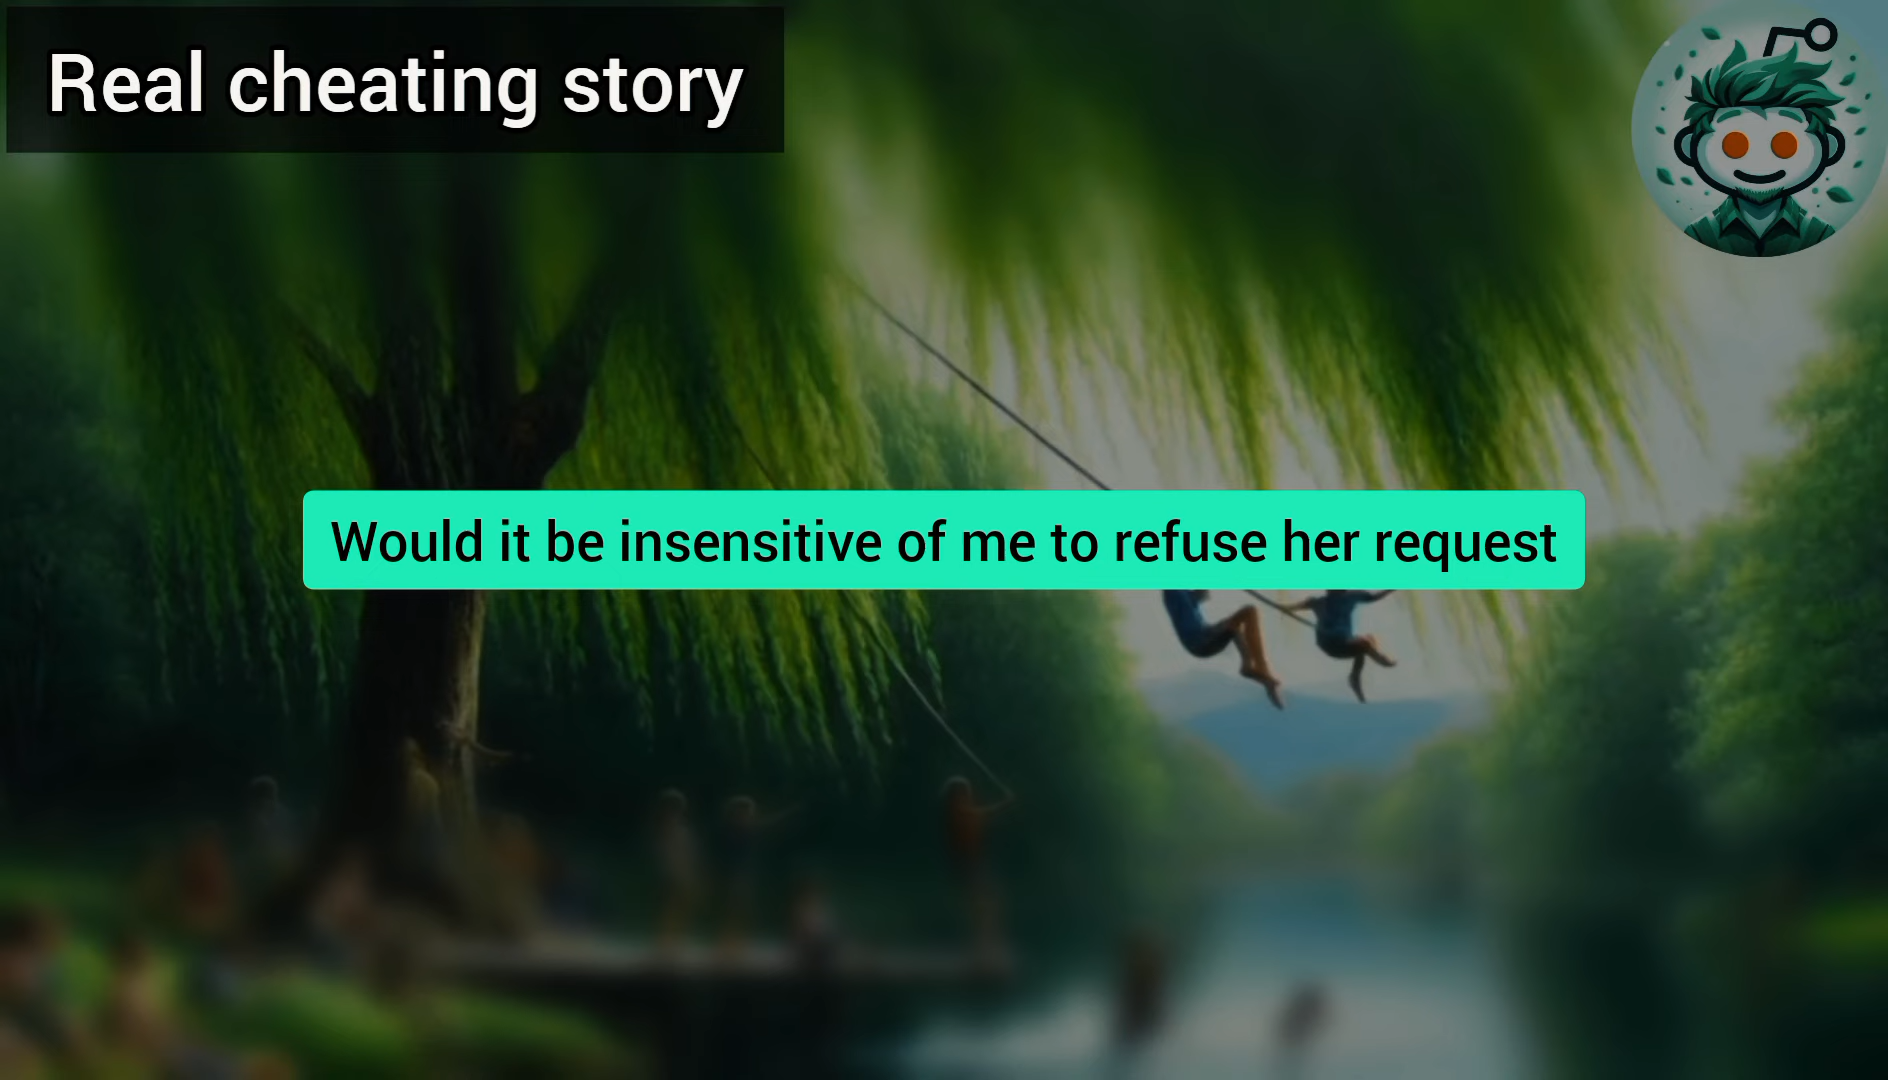 Real cheating story
Would it be insensitive of me to refuse her request